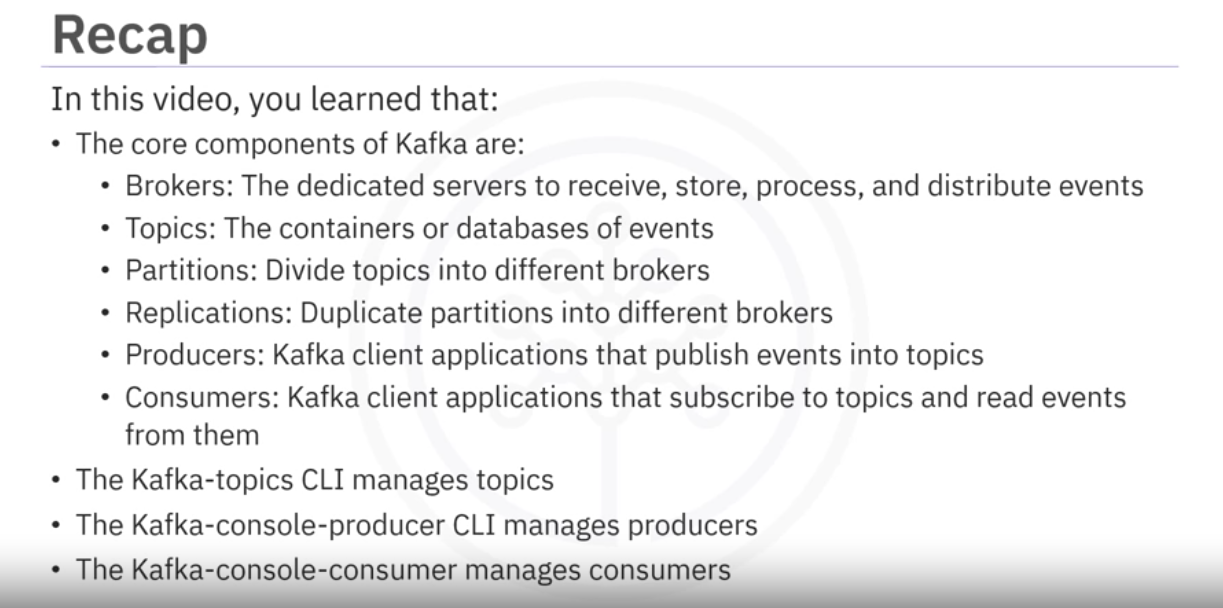 Recap
In this video, you learned that:
• The core components of Kafka are:
• Brokers: The dedicated servers to receive, store, process, and distribute events
• Topics: The containers or databases of events
• Partitions: Divide topics into different brokers
• Replications: Duplicate partitions into different brokers
• Producers: Kafka client applications that publish events into topics
• Consumers: Kafka client applications that subscribe to topics and read events
from them
• The Kafka-topics CLI manages topics
• The Kafka-console-producer CLI manages producers
• The Kafka-console-consumer manages consumers